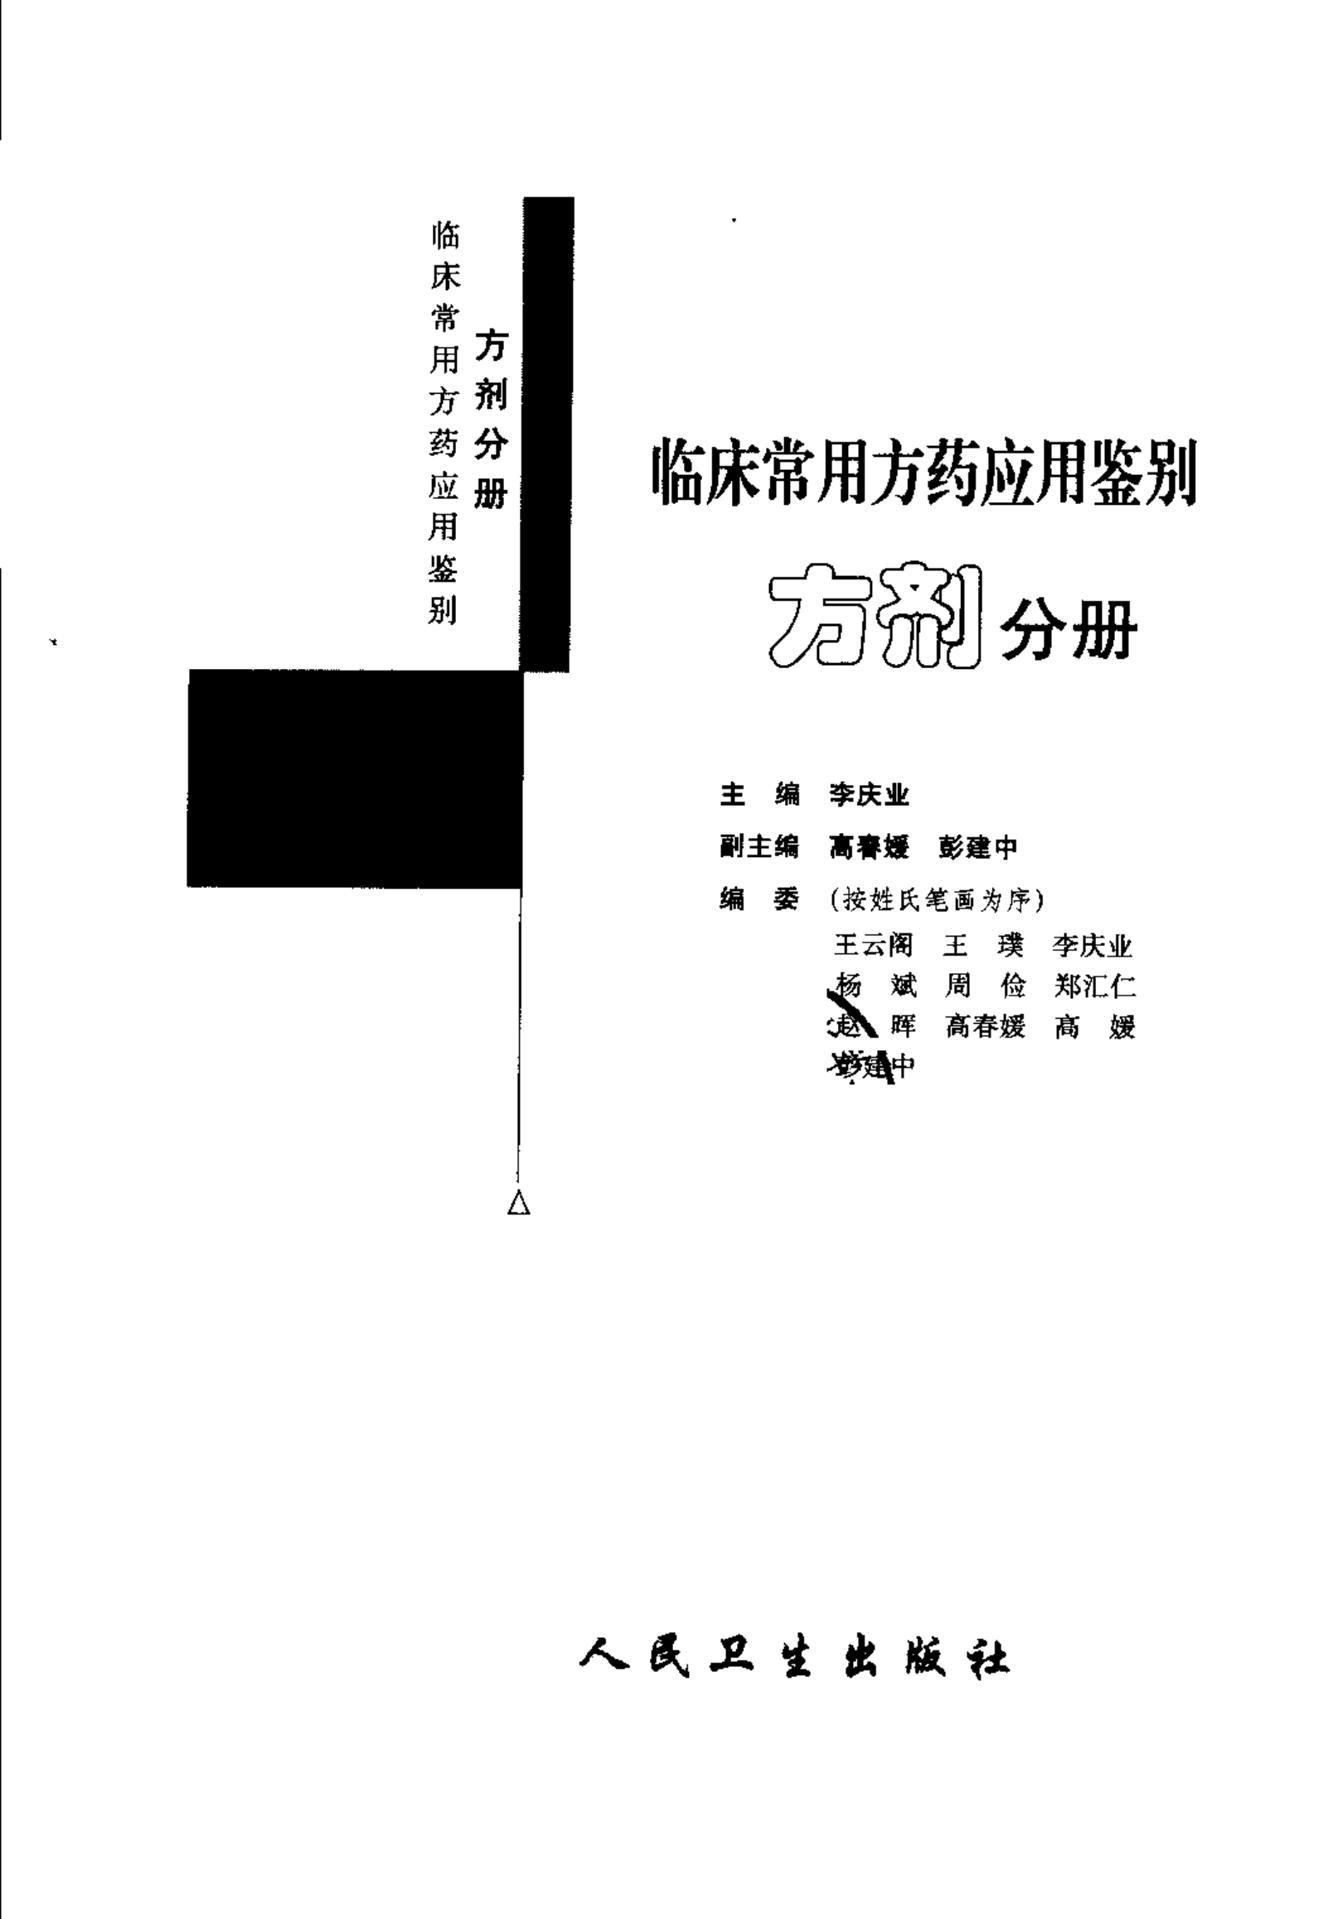 临床常用方药应用鉴别
方剂分册
临床常用方药应用鉴别
方剂分册
主 编 李庆业
副主编 高春媛 彭建中
编 委 (按姓氏笔画为序)
王云阁 王 璞 李庆业
杨 斌 周 俭 郑汇仁
赵 晖 高春媛 高 媛
彭建中
人民卫生出版社